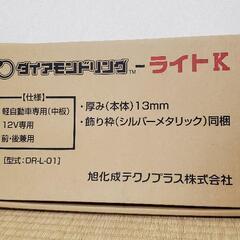 ダイアモンドリング™-ライトK
【仕様】
軽自動車専用(中板)
12V専用
前・後兼用
[型式:DR-L-01]
・厚み(本体)13mm
・飾り枠(シルバーメタリック)同梱
旭化成テクノプラス株式会社